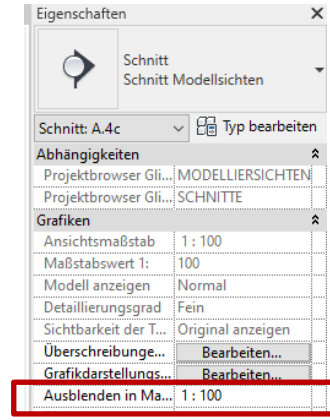 Eigenschaften
Schnitt
Schnitt Modellsichten
Schnitt: A.4c
Typ bearbeiten
Abhängigkeiten
Projektbrowser Gli... MODELLIERSICHTEN
Projektbrowser Gli... SCHNITTE
Grafiken
Ansichtsmaßstab 1 : 100
Maßstabswert 1: 100
Modell anzeigen Normal
Detaillierungsgrad Fein
Sichtbarkeit der T... Original anzeigen
Überschreibunge... Bearbeiten...
Grafikdarstellungs... Bearbeiten...
Ausblenden in Ma... 1 : 100